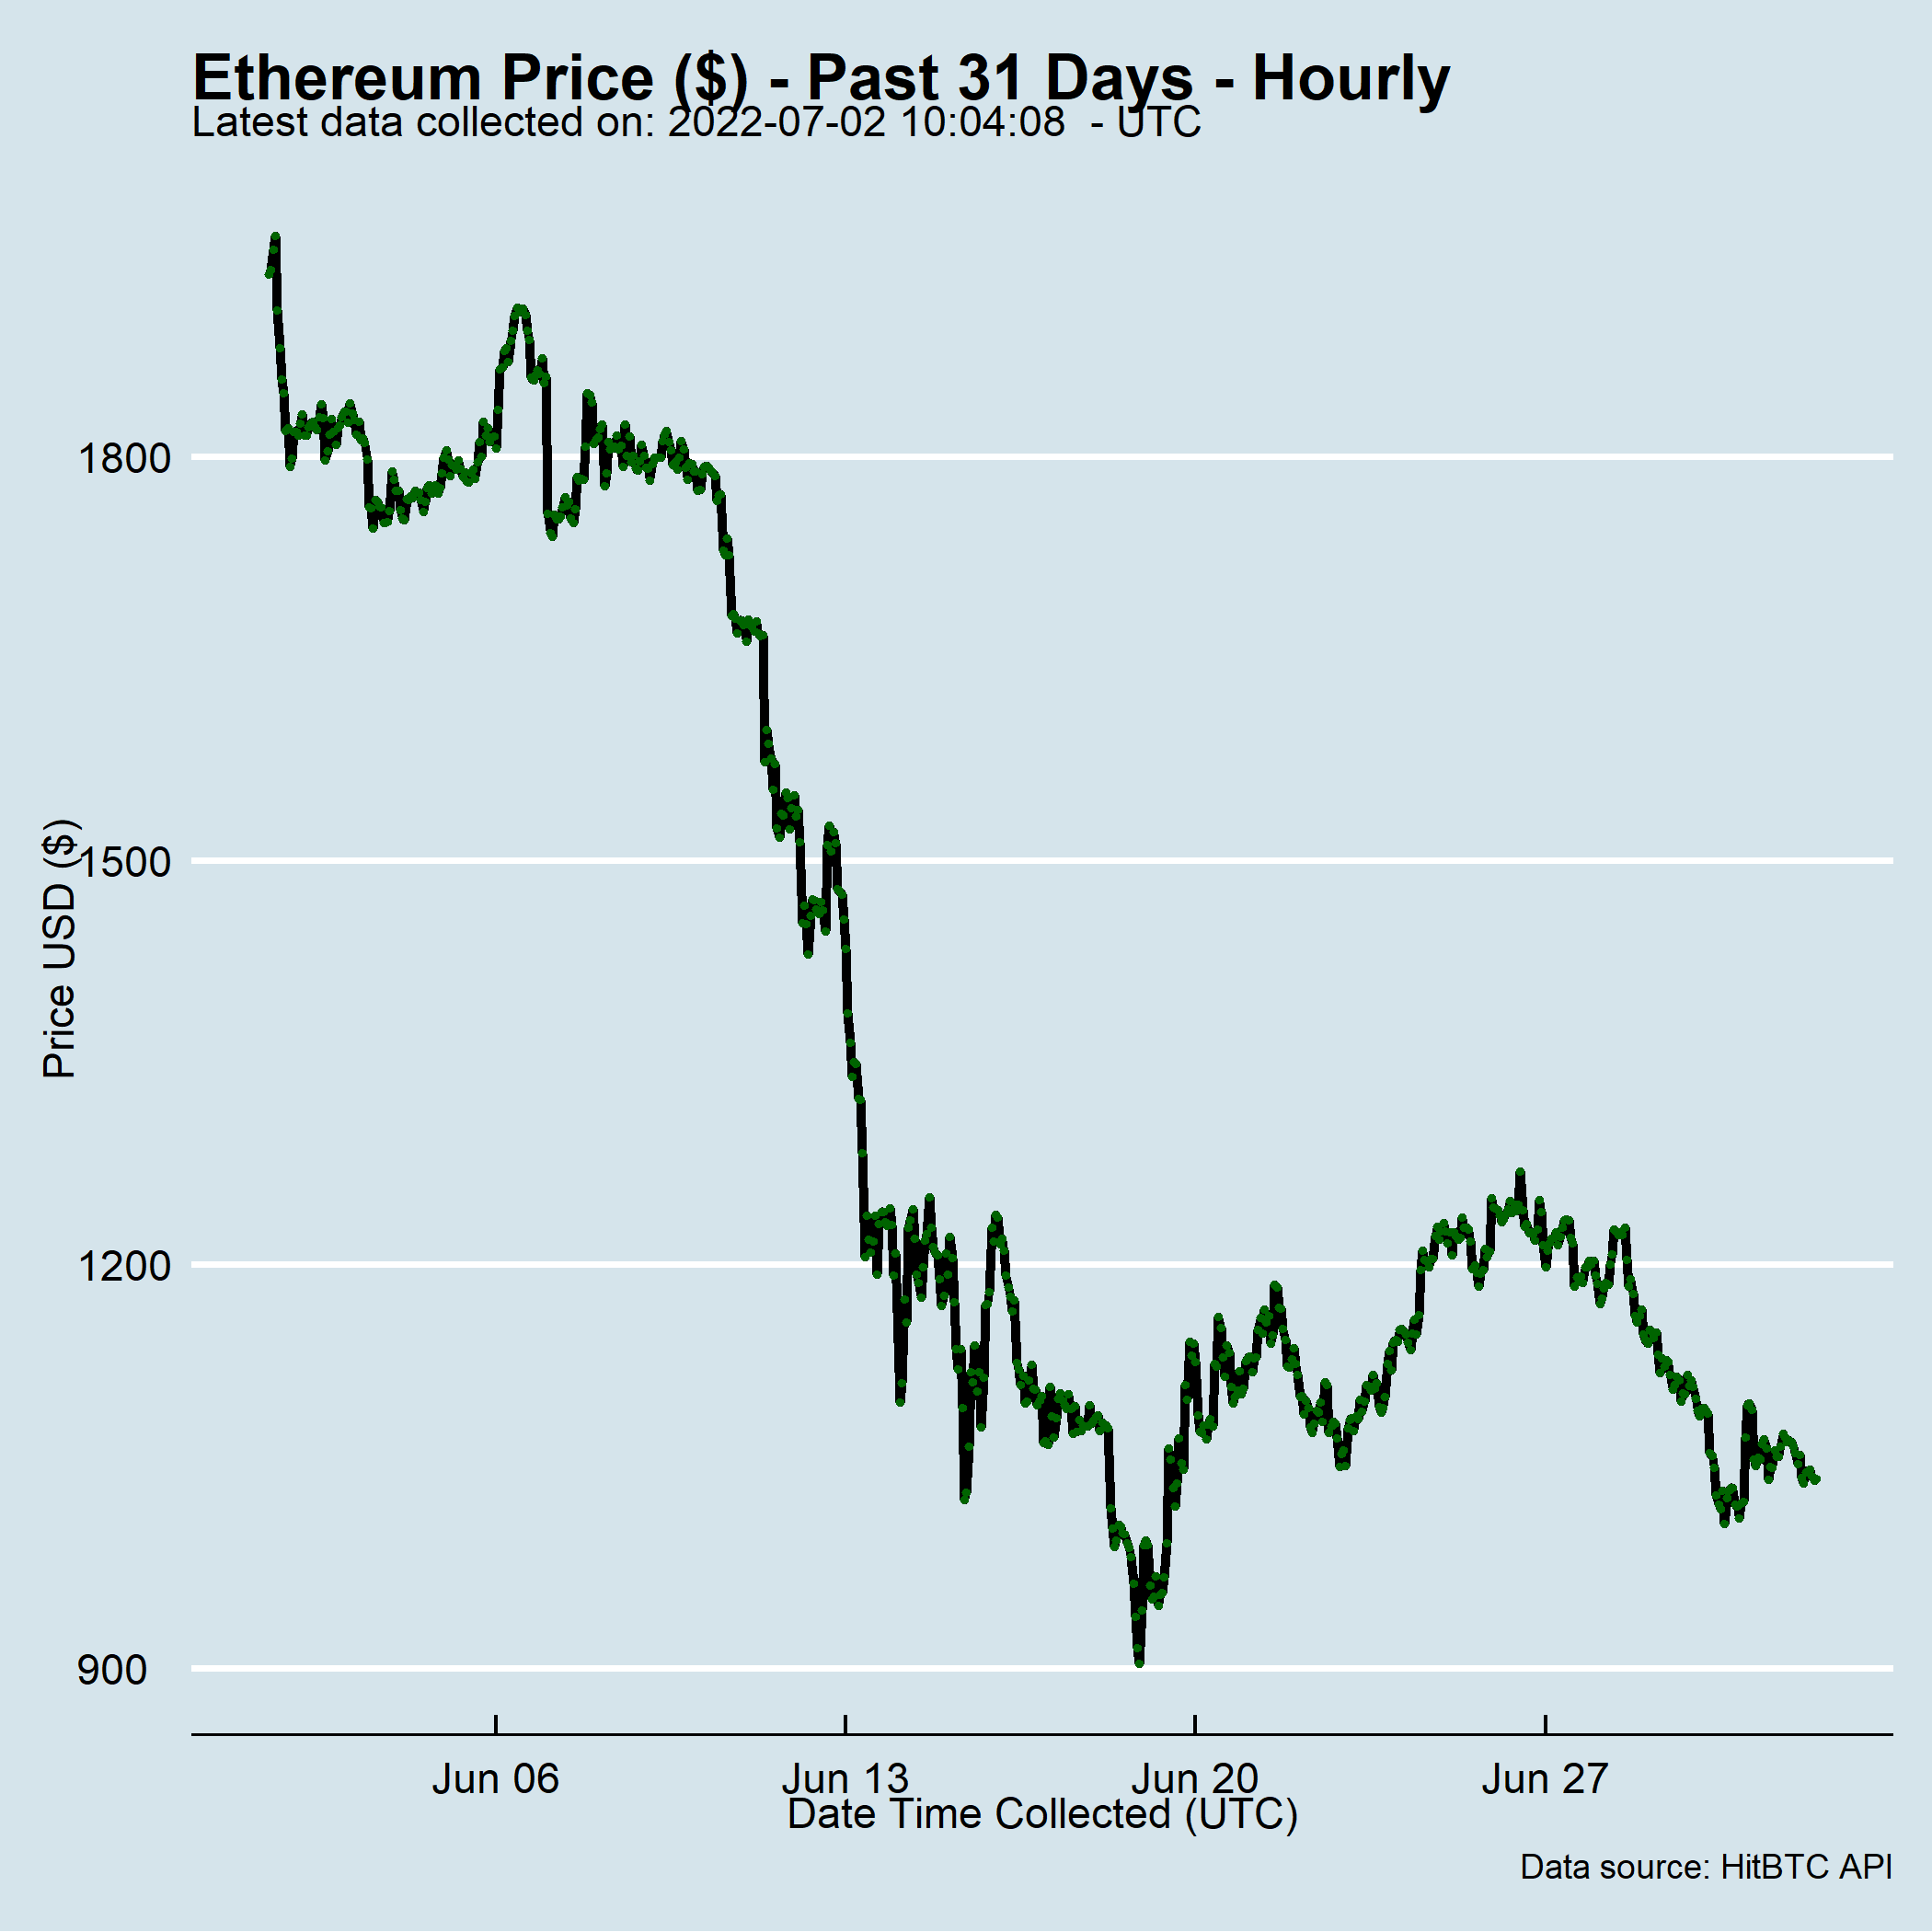 Ethereum Price ($) - Past 31 Days - Hourly
Latest data collected on: 2022-07-02 10:04:08  - UTC
Price USD ($)
1800
1500
1200
900
Jun 06
Jun 13
Jun 20
Jun 27
Date Time Collected (UTC)
Data source: HitBTC API